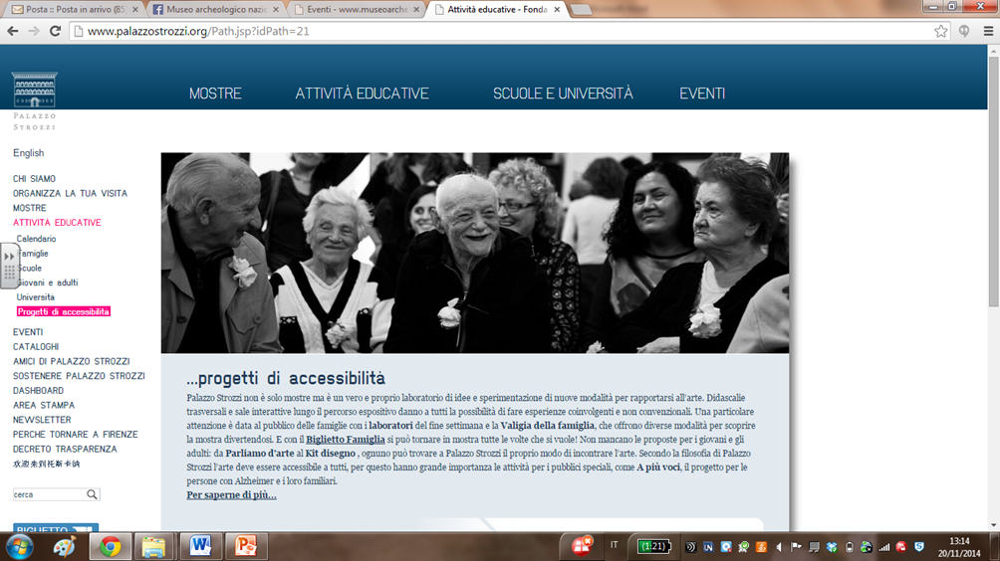 Posta :: Posta in arrivo (85
Museo archeologico nazio
Eventi - www.museoarche
Attività educative - Fonda
www.palazzostrozzi.org/Path.jsp?idPath=21
PALAZZO
STROZZI
MOSTRE
ATTIVITÀ EDUCATIVE
SCUOLE E UNIVERSITÀ
EVENTI
English
CHI SIAMO
ORGANIZZA LA TUA VISITA
MOSTRE
ATTIVITÀ EDUCATIVE
Calendario
Famiglie
Scuole
Giovani e adulti
Università
Progetti di accessibilità
EVENTI
CATALOGHI
AMICI DI PALAZZO STROZZI
SOSTENERE PALAZZO STROZZI
DASHBOARD
AREA STAMPA
NEWSLETTER
PERCHÉ TORNARE A FIRENZE
DECRETO TRASPARENZA
欢迎来到托斯卡纳
cerca
BIGLIETTO
...progetti di accessibilità
Palazzo Strozzi non è solo mostre ma è un vero e proprio laboratorio di idee e sperimentazione di nuove modalità per rapportarsi all'arte. Didascalie
trasversali e sale interattive lungo il percorso espositivo danno a tutti la possibilità di fare esperienze coinvolgenti e non convenzionali. Una particolare
attenzione è data al pubblico delle famiglie con i laboratori del fine settimana e la Valigia della famiglia, che offrono diverse modalità per scoprire
la mostra divertendosi. E con il Biglietto Famiglia si può tornare in mostra tutte le volte che si vuole! Non mancano le proposte per i giovani e gli
adulti: da Parliamo d'arte al Kit disegno , ognuno può trovare a Palazzo Strozzi il proprio modo di incontrare l'arte. Secondo la filosofia di Palazzo
Strozzi l'arte deve essere accessibile a tutti, per questo hanno grande importanza le attività per i pubblici speciali, come A più voci, il progetto per le
persone con Alzheimer e i loro familiari.
Per saperne di più...
IT
(1:21)
13:14
20/11/2014